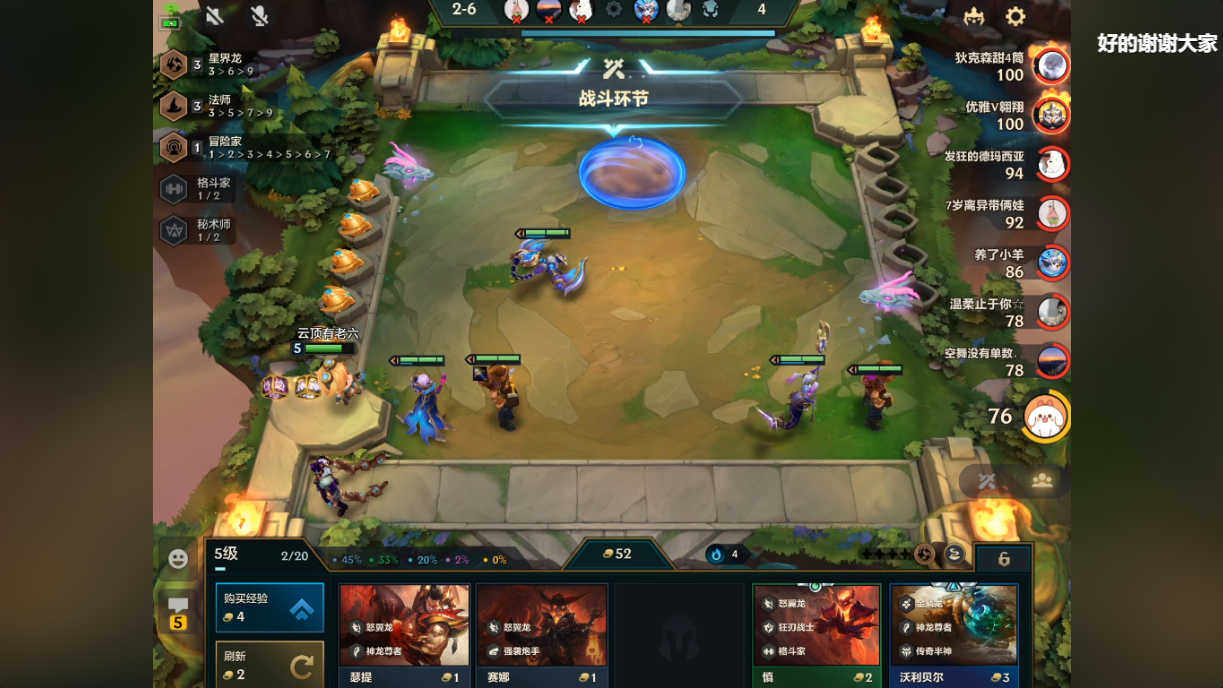 2-6
4
好的谢谢大家
3 星界龙
3 > 6 > 9
3 法师
3 > 5 > 7 > 9
1 冒险家
1 > 2 > 3 > 4 > 5 > 6 > 7
格斗家
1 / 2
秘术师
1 / 2
战斗环节
狄克森甜4筒
100
优雅V翱翔
100
发狂的德玛西亚
94
7岁离异带俩娃
92
养了小羊
86
温柔止于你☆
78
空舞没有单数.
78
76
云顶有老六
5
5级
2/20
45% 33% 20% 2% 0%
52
4
6
购买经验
4
刷新
2
5
怒翼龙
神龙尊者
瑟提 1
怒翼龙
强袭炮手
赛娜 1
怒翼龙
狂刃战士
格斗家
慎 2
金鳞龙
神龙尊者
传奇半神
沃利贝尔 3